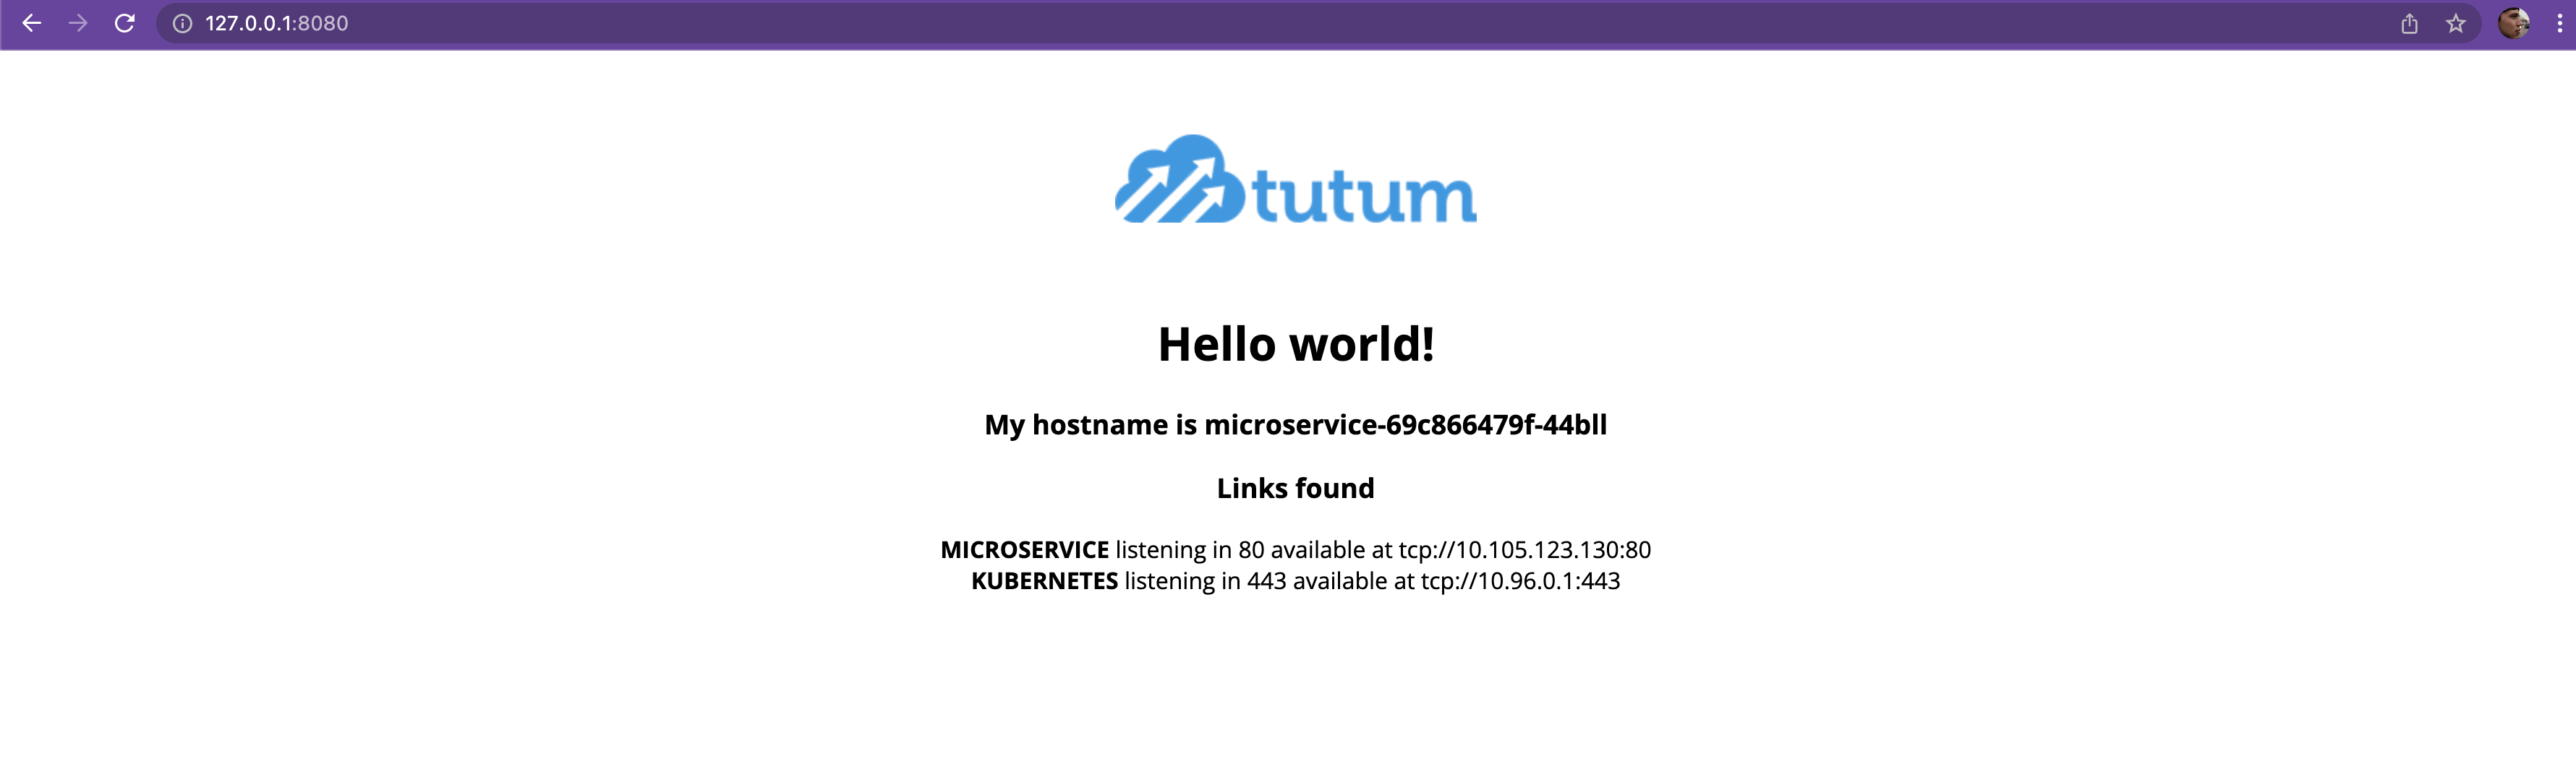 127.0.0.1:8080
tutum
Hello world!
My hostname is microservice-69c866479f-44bll
Links found
MICROSERVICE listening in 80 available at tcp://10.105.123.130:80
KUBERNETES listening in 443 available at tcp://10.96.0.1:443